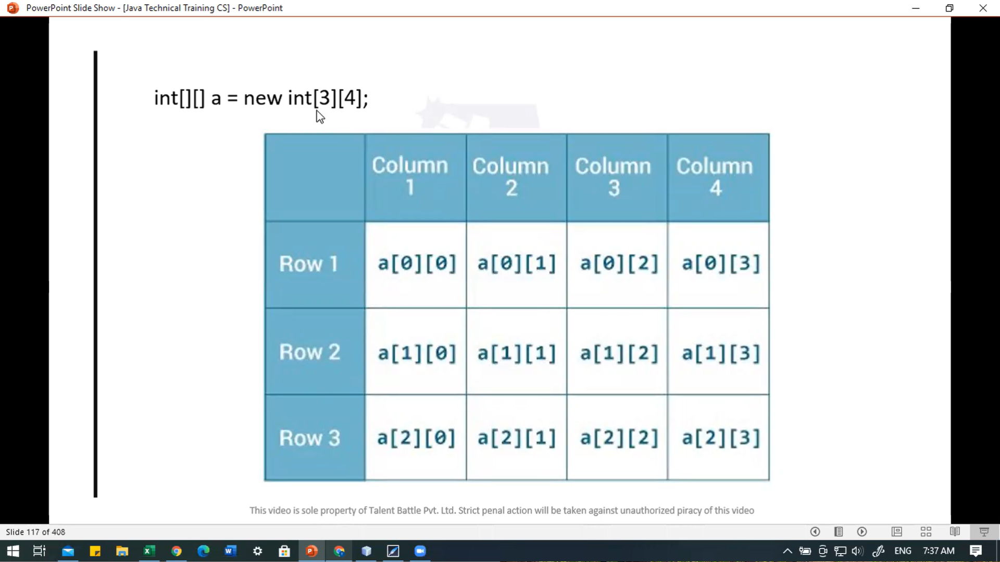 PowerPoint Slide Show - [Java Technical Training CS] - PowerPoint
int[][] a = new int[3][4];
Column 1 Column 2 Column 3 Column 4
Row 1 a[0][0] a[0][1] a[0][2] a[0][3]
Row 2 a[1][0] a[1][1] a[1][2] a[1][3]
Row 3 a[2][0] a[2][1] a[2][2] a[2][3]
This video is sole property of Talent Battle Pvt. Ltd. Strict penal action will be taken against unauthorized piracy of this video
Slide 117 of 408
ENG 7:37 AM